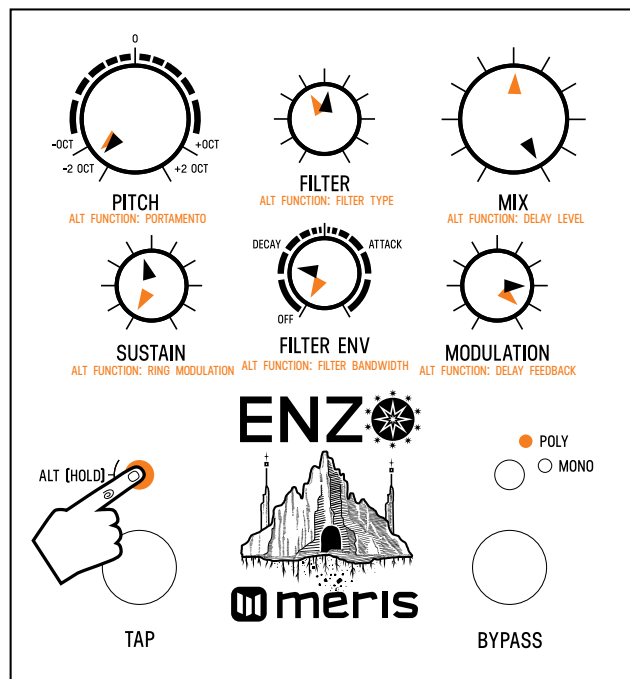 0
-OCT
+OCT
-2 OCT
+2 OCT
PITCH
ALT FUNCTION: PORTAMENTO
FILTER
ALT FUNCTION: FILTER TYPE
MIX
ALT FUNCTION: DELAY LEVEL
DECAY
ATTACK
OFF
SUSTAIN
ALT FUNCTION: RING MODULATION
FILTER ENV
ALT FUNCTION: FILTER BANDWIDTH
MODULATION
ALT FUNCTION: DELAY FEEDBACK
ENZO
POLY
MONO
ALT (HOLD)
meris
TAP
BYPASS